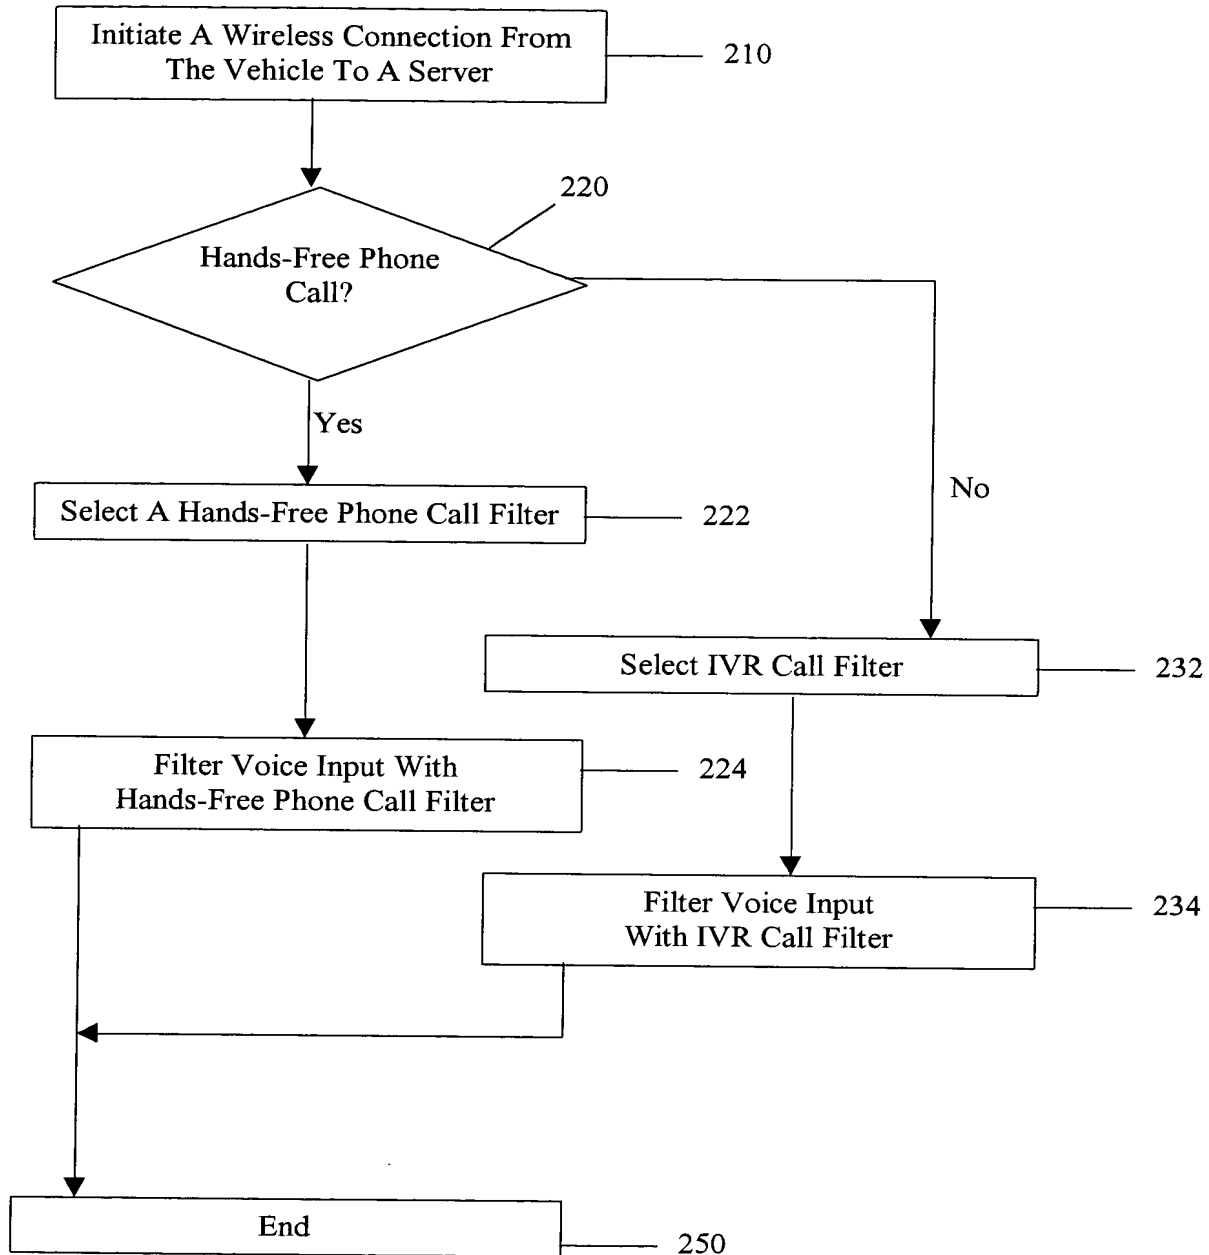 Initiate A Wireless Connection From
The Vehicle To A Server
210
220
Hands-Free Phone
Call?
Yes
No
Select A Hands-Free Phone Call Filter
222
Select IVR Call Filter
232
Filter Voice Input With
Hands-Free Phone Call Filter
224
Filter Voice Input
With IVR Call Filter
234
End
250